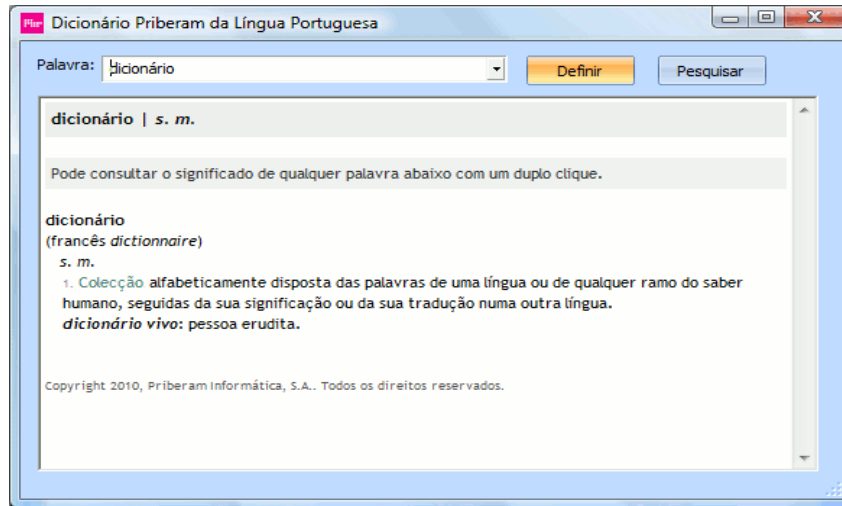 Dicionário Priberam da Língua Portuguesa
Palavra: dicionário Definir Pesquisar
dicionário | s. m.
Pode consultar o significado de qualquer palavra abaixo com um duplo clique.
dicionário
(francês dictionnaire)
s. m.
1. Colecção alfabeticamente disposta das palavras de uma língua ou de qualquer ramo do saber
humano, seguidas da sua significação ou da sua tradução numa outra língua.
dicionário vivo: pessoa erudita.
Copyright 2010, Priberam Informática, S.A.. Todos os direitos reservados.